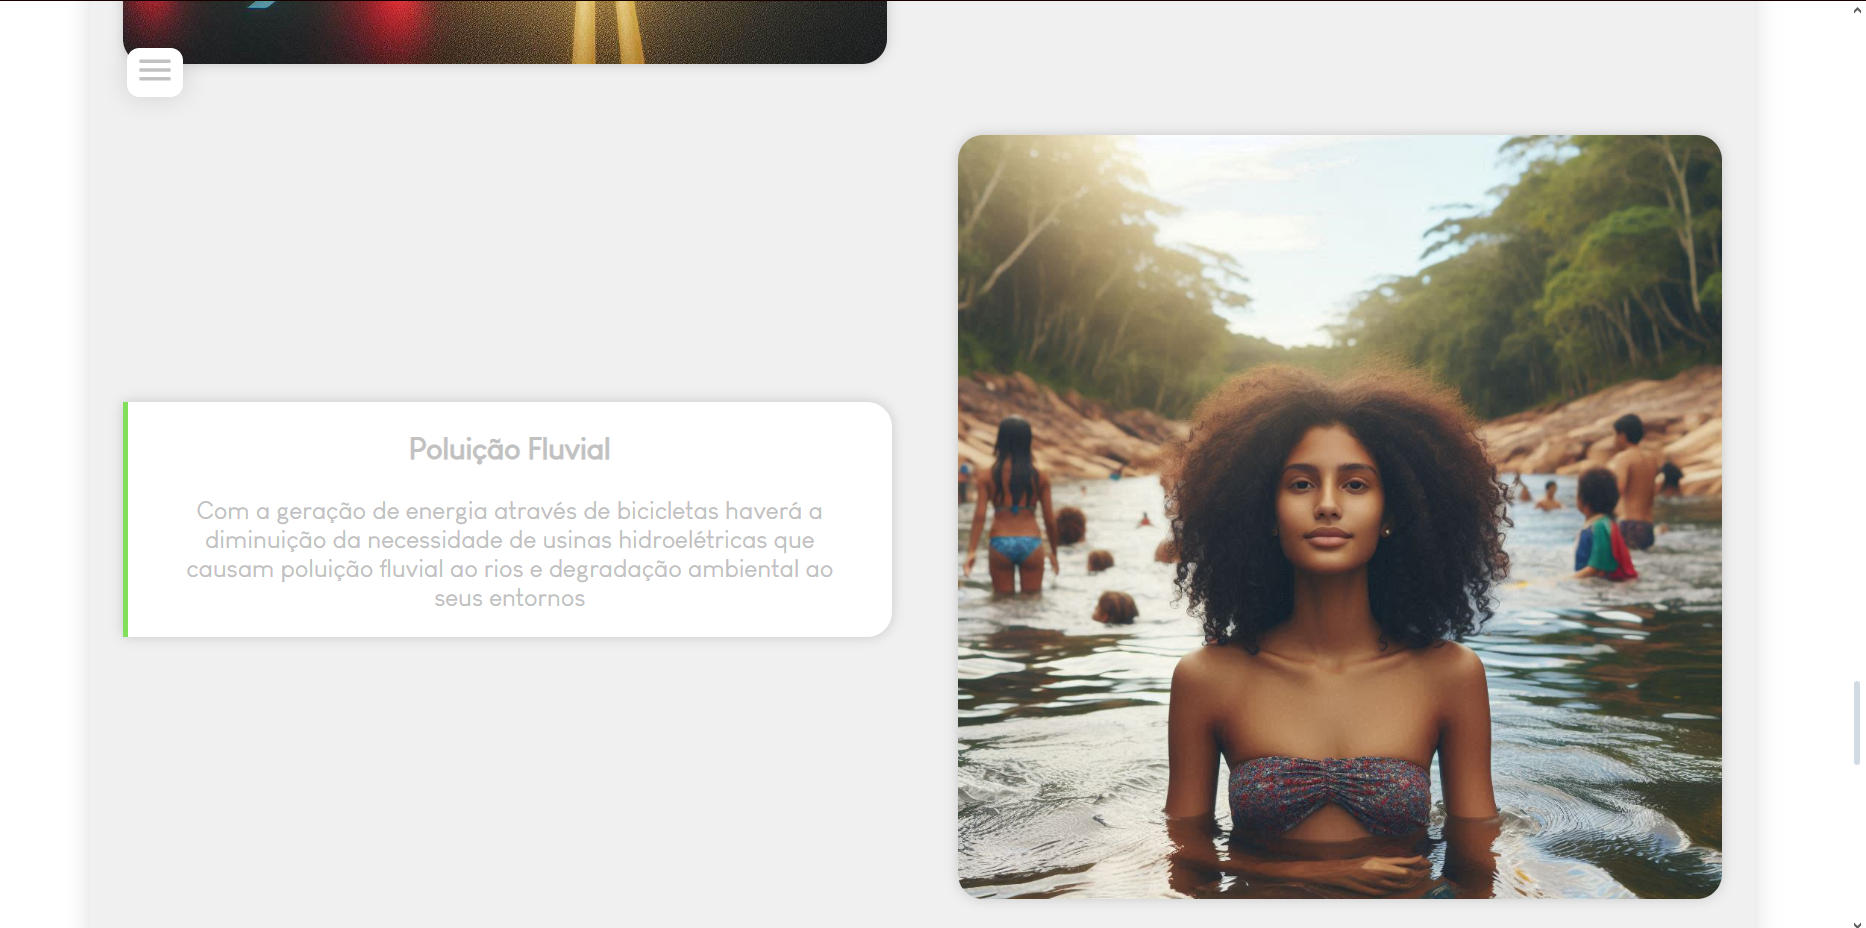 Poluição Fluvial
Com a geração de energia através de bicicletas haverá a
diminuição da necessidade de usinas hidroelétricas que
causam poluição fluvial ao rios e degradação ambiental ao
seus entornos